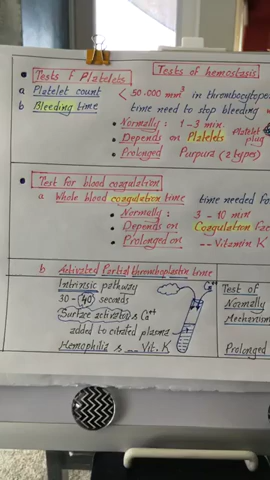 Tests of hemostasis
• Tests f Platelets
a Platelet count < 50.000 mm³ in thrombocytope
b Bleeding time time need to stop bleeding
• Normally : 1-3 min.
• Depends on Platelets Platelet plug
• Prolonged Purpura (2 types)
• Test for blood coagulation
a. Whole blood coagulation time time needed fo
• Normally : 3 - 10 min
• Depends on Coagulation Fac
• Prolonged on -- Vitamin K
b Activated Partial thromboplastin time
Intrinsic pathway
30 - 40 seconds
Surface activator & Ca++
added to citrated plasma
Hemophilia & -- Vit. K
Test of
Normally
Mechanism
Prolonged